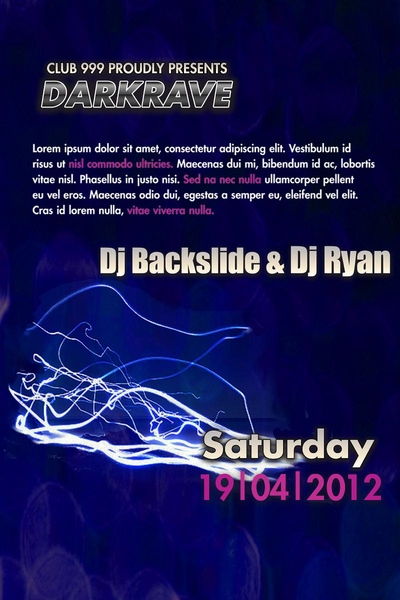 CLUB 999 PROUDLY PRESENTS
DARKRAVE
Lorem ipsum dolor sit amet, consectetur adipiscing elit. Vestibulum id
risus ut nisl commodo ultricies. Maecenas dui mi, bibendum id ac, lobortis
vitae nisl. Phasellus in justo nisi. Sed na nec nulla ullamcorper pellent
eu vel eros. Maecenas odio dui, egestas a semper eu, eleifend vel elit.
Cras id lorem nulla, vitae viverra nulla.
Dj Backslide & Dj Ryan
Saturday
19|04|2012